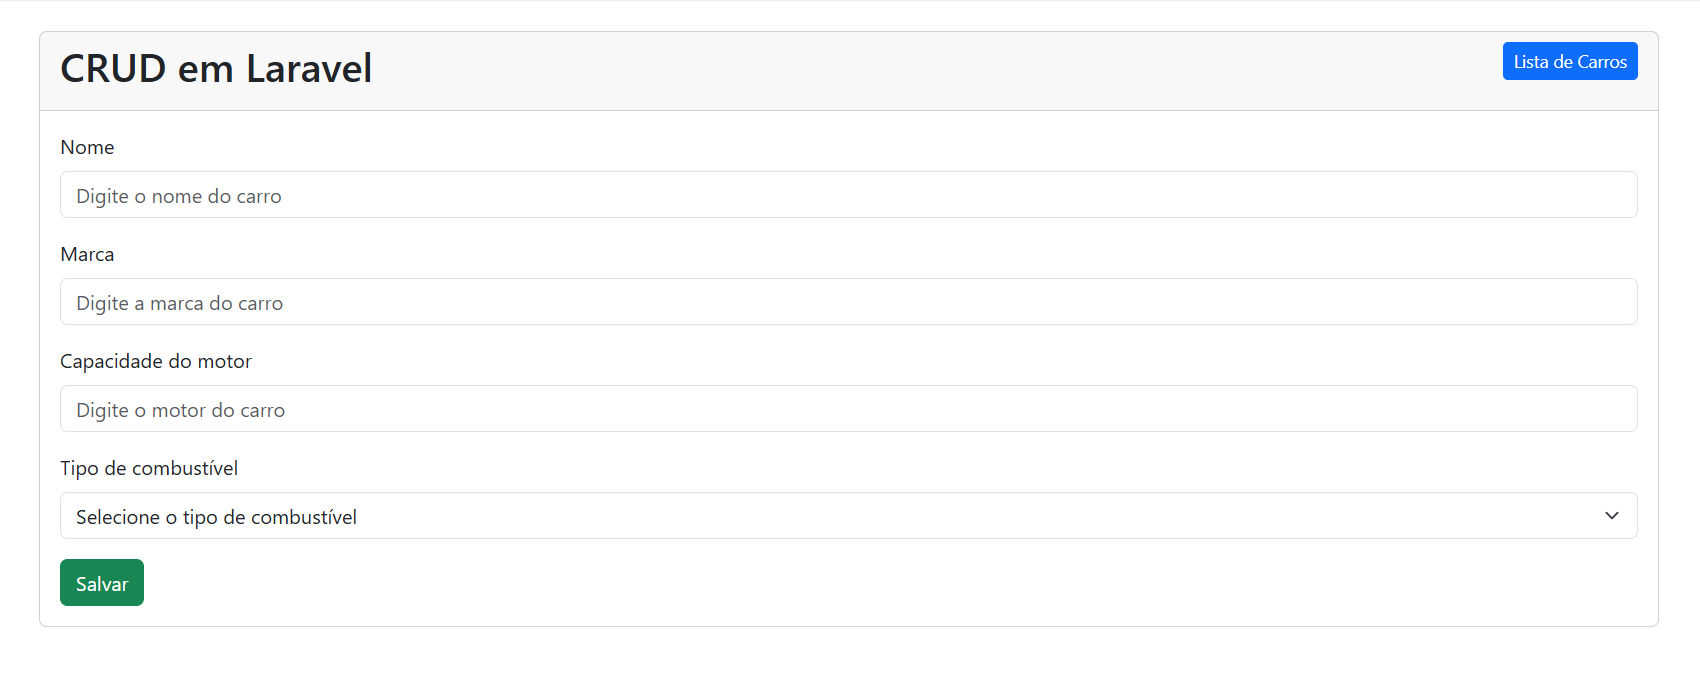 CRUD em Laravel
Lista de Carros
Nome
Digite o nome do carro
Marca
Digite a marca do carro
Capacidade do motor
Digite o motor do carro
Tipo de combustível
Selecione o tipo de combustível
Salvar